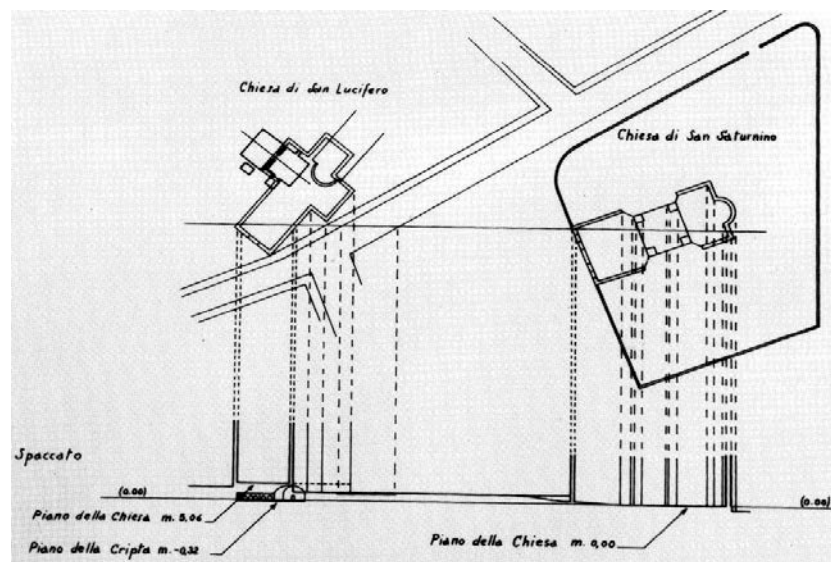 Chiesa di San Lucifero
Chiesa di San Saturnino
Spaccato
(0.00)
(0.00)
Piano della Chiesa m. 5,06
Piano della Cripta m. -0,32
Piano della Chiesa m. 0,00